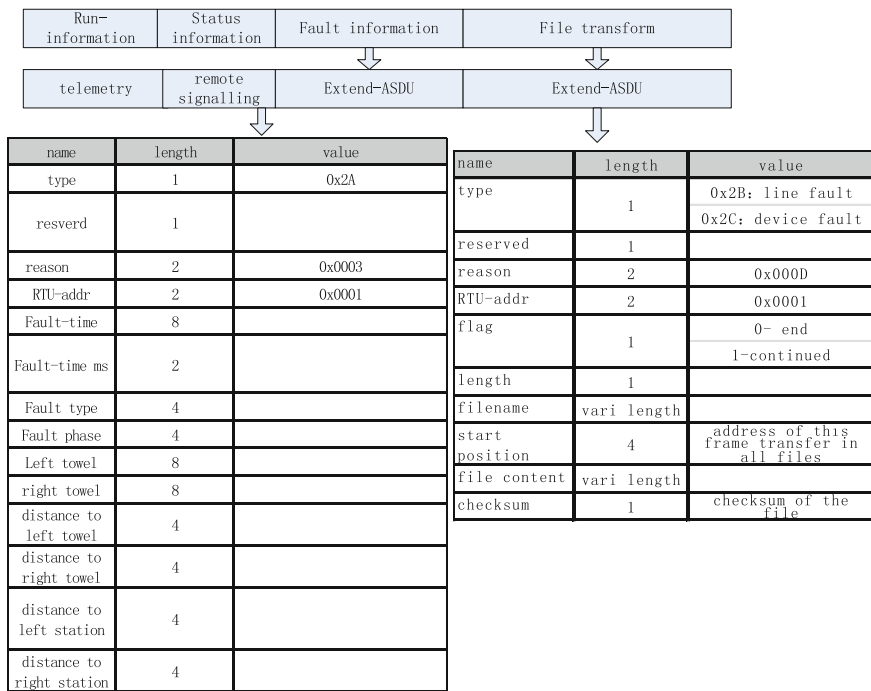 Run-
information
Status
information
Fault information
File transform
telemetry
remote
signalling
Extend-ASDU
Extend-ASDU
name length value
type 1 0x2A
resverd 1
reason 2 0x0003
RTU-addr 2 0x0001
Fault-time 8
Fault-time ms 2
Fault type 4
Fault phase 4
Left towel 8
right towel 8
distance to
left towel 4
distance to
right towel 4
distance to
left station 4
distance to
right station 4
name length value
type 1 0x2B: line fault
0x2C: device fault
reserved 1
reason 2 0x000D
RTU-addr 2 0x0001
flag 1 0- end
1-continued
length 1
filename vari length
start
position 4 address of this
frame transfer in
all files
file content vari length
checksum 1 checksum of the
file